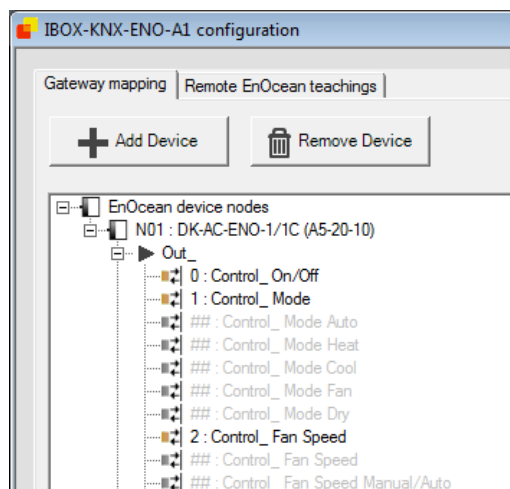 IBOX-KNX-ENO-A1 configuration
Gateway mapping Remote EnOcean teachings
Add Device Remove Device
EnOcean device nodes
N01 : DK-AC-ENO-1/1C (A5-20-10)
Out_
0 : Control_ On/Off
1 : Control_ Mode
## : Control_ Mode Auto
## : Control_ Mode Heat
## : Control_ Mode Cool
## : Control_ Mode Fan
## : Control_ Mode Dry
2 : Control_ Fan Speed
## : Control_ Fan Speed
## : Control_ Fan Speed Manual/Auto